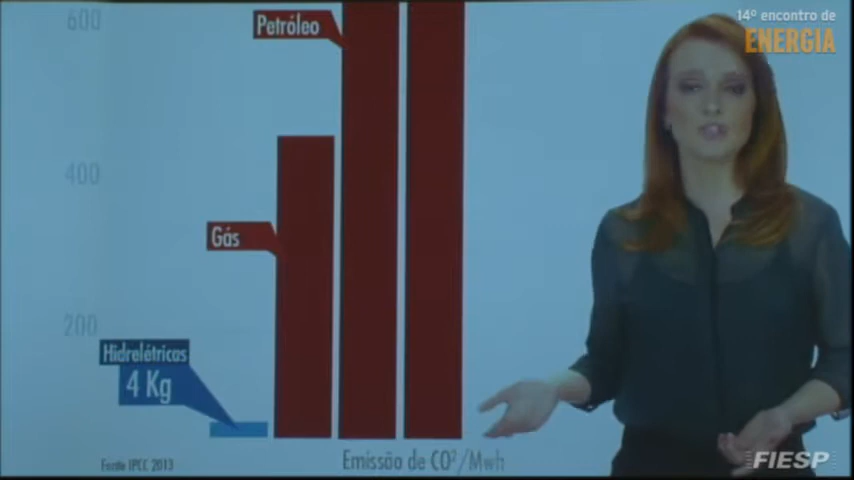 14º encontro de
ENERGIA
600
Petróleo
400
Gás
200
Hidrelétricas
4 Kg
Fonte IPCC 2013
Emissão de CO²/Mwh
FIESP